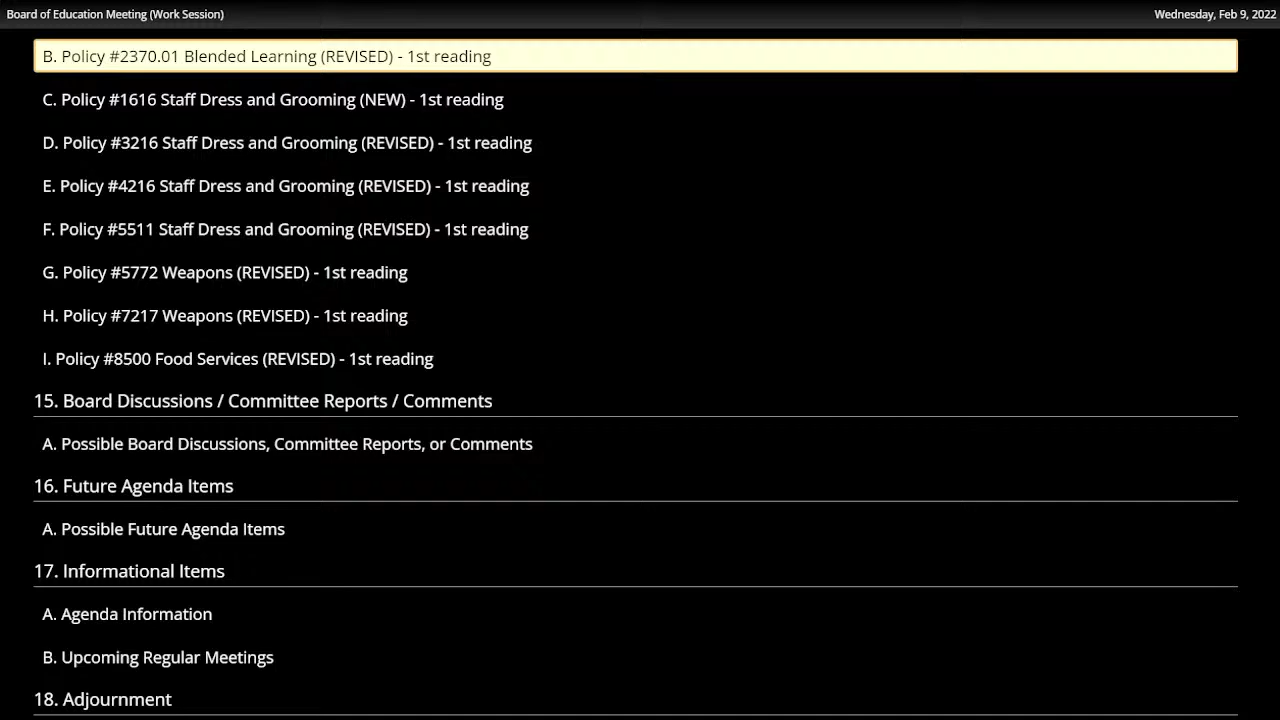 Board of Education Meeting (Work Session)
Wednesday, Feb 9, 2022
B. Policy #2370.01 Blended Learning (REVISED) - 1st reading
C. Policy #1616 Staff Dress and Grooming (NEW) - 1st reading
D. Policy #3216 Staff Dress and Grooming (REVISED) - 1st reading
E. Policy #4216 Staff Dress and Grooming (REVISED) - 1st reading
F. Policy #5511 Staff Dress and Grooming (REVISED) - 1st reading
G. Policy #5772 Weapons (REVISED) - 1st reading
H. Policy #7217 Weapons (REVISED) - 1st reading
I. Policy #8500 Food Services (REVISED) - 1st reading
15. Board Discussions / Committee Reports / Comments
A. Possible Board Discussions, Committee Reports, or Comments
16. Future Agenda Items
A. Possible Future Agenda Items
17. Informational Items
A. Agenda Information
B. Upcoming Regular Meetings
18. Adjournment